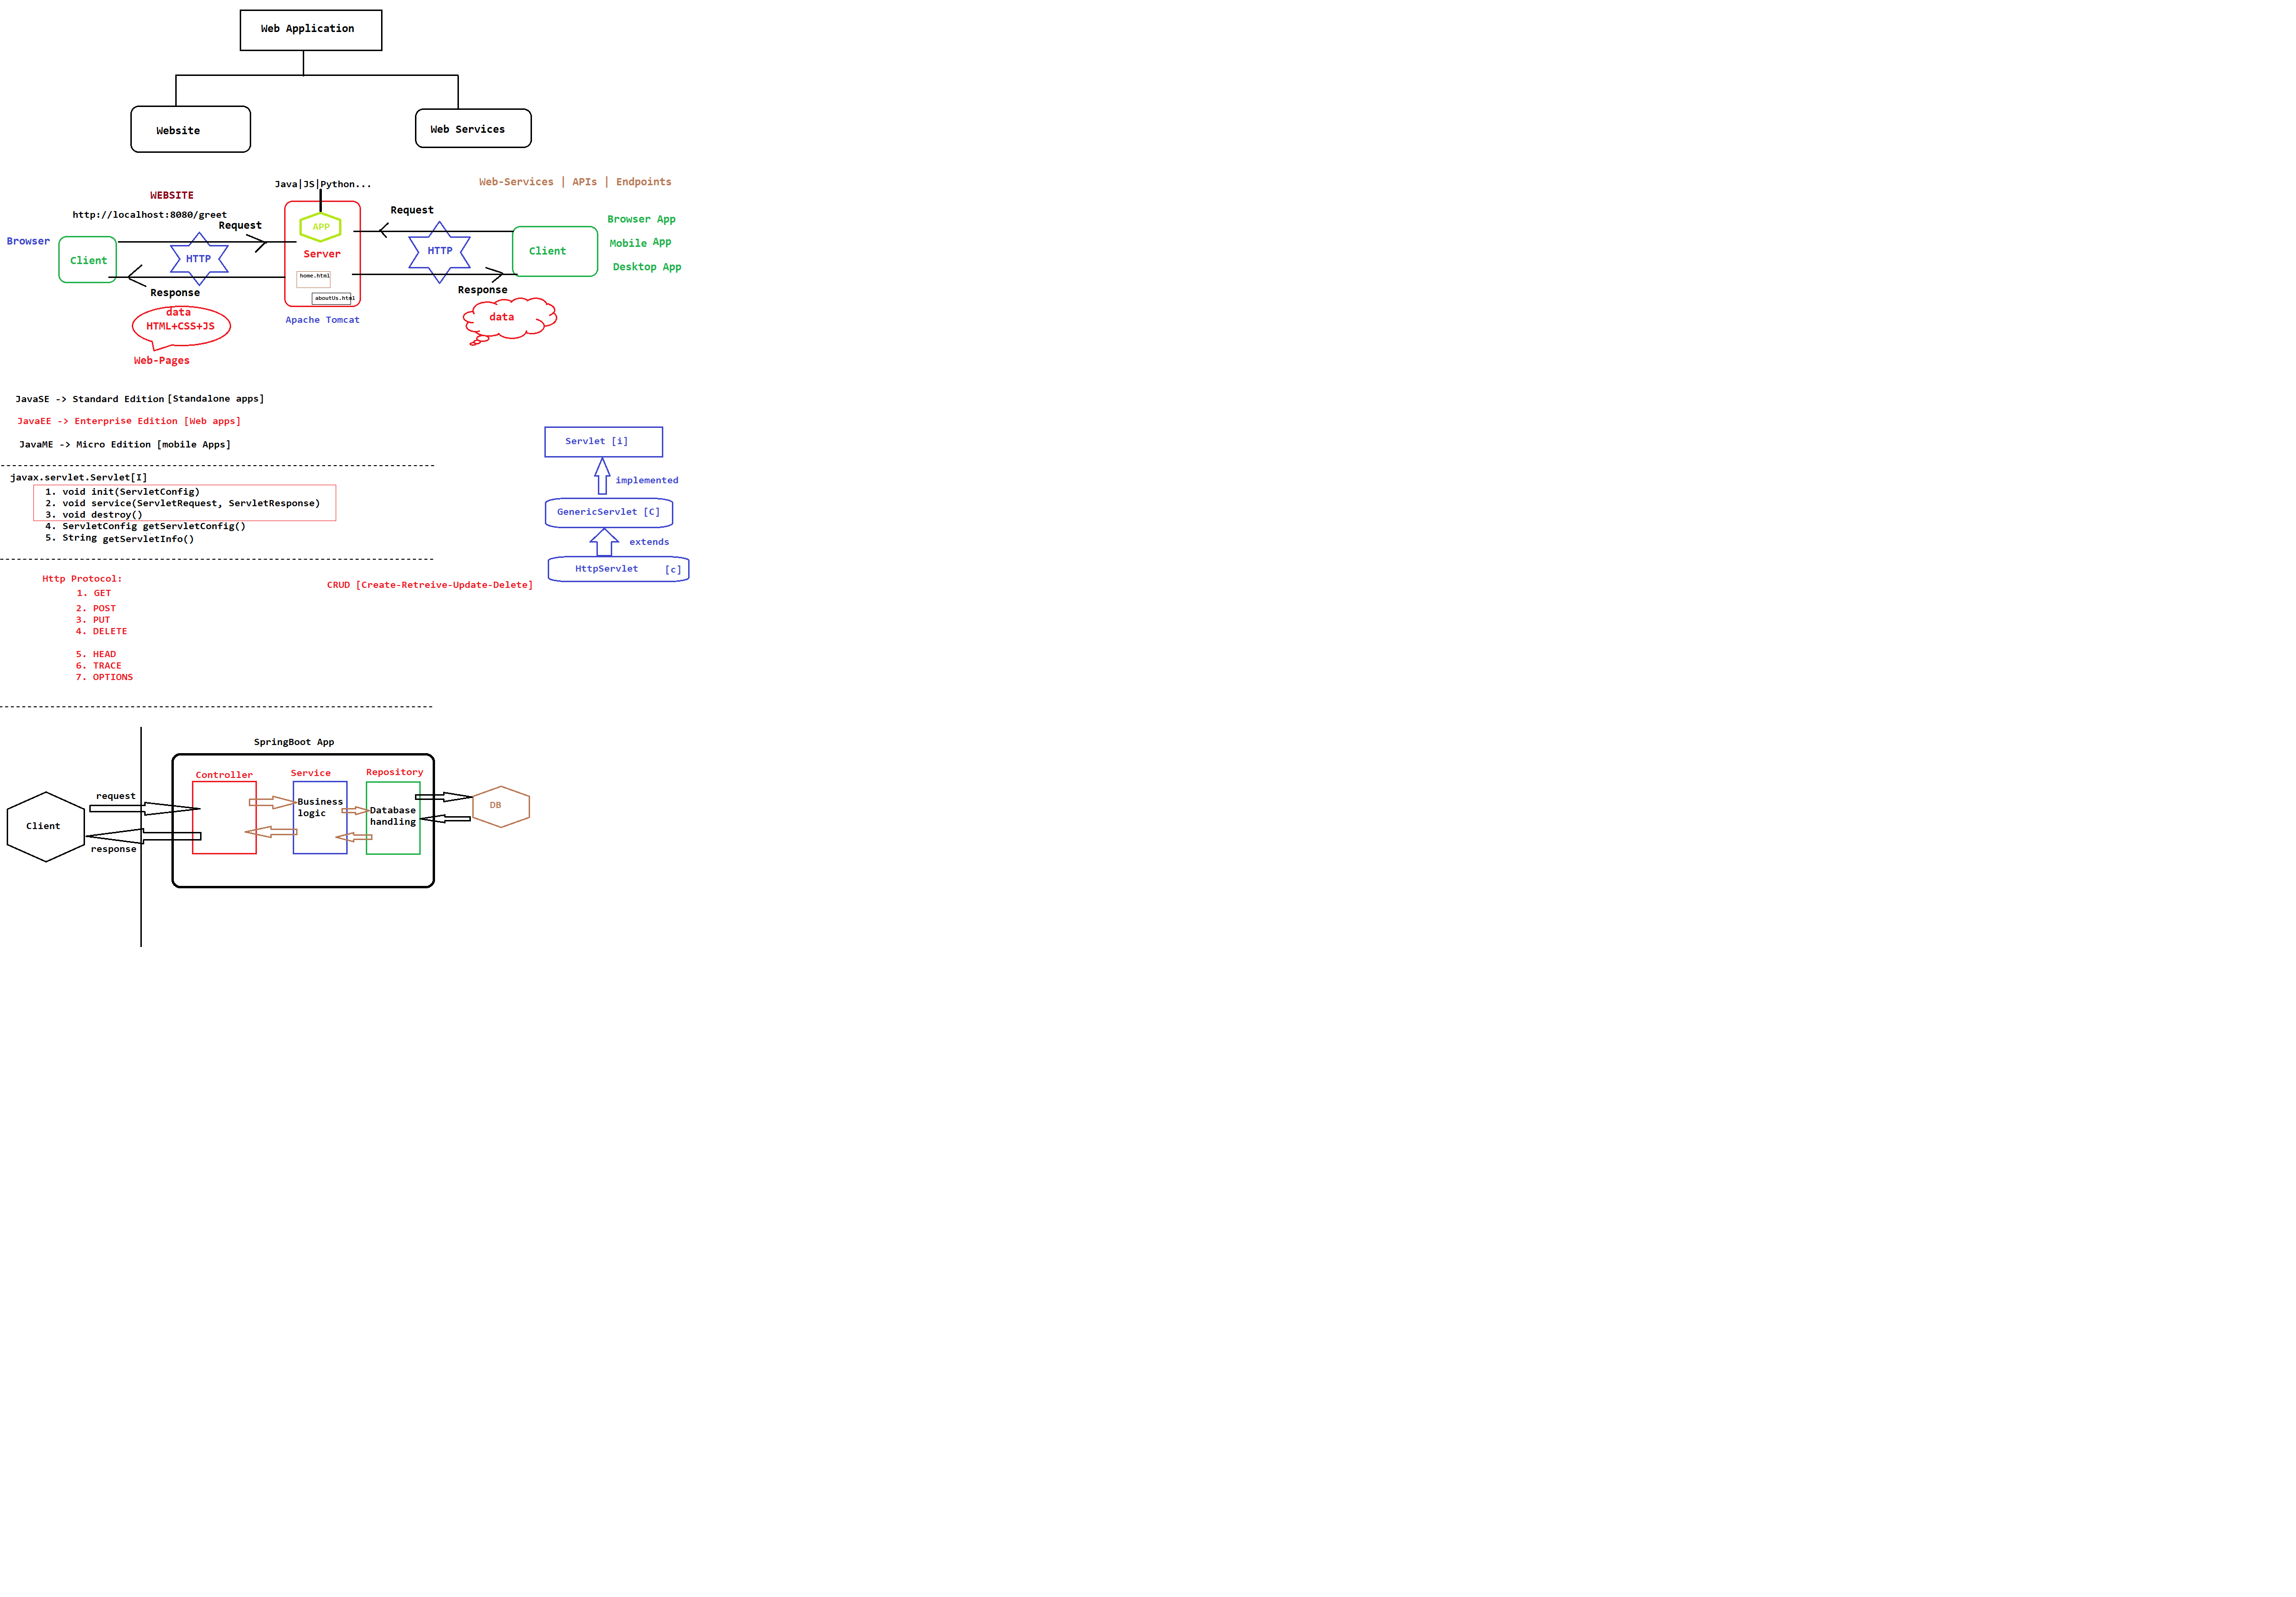 Web Application
Website
Web Services
WEBSITE
http://localhost:8080/greet
Request
Browser
Client
HTTP
Response
data
HTML+CSS+JS
Web-Pages
Java|JS|Python...
APP
Server
home.html
aboutUs.html
Apache Tomcat
Web-Services | APIs | Endpoints
Request
HTTP
Client
Response
data
Browser App
Mobile App
Desktop App
JavaSE -> Standard Edition [Standalone apps]
JavaEE -> Enterprise Edition [Web apps]
JavaME -> Micro Edition [mobile Apps]
javax.servlet.Servlet[I]
1. void init(ServletConfig)
2. void service(ServletRequest, ServletResponse)
3. void destroy()
4. ServletConfig getServletConfig()
5. String getServletInfo()
Servlet [i]
implemented
GenericServlet [C]
extends
HttpServlet [c]
Http Protocol:
1. GET
2. POST
3. PUT
4. DELETE
5. HEAD
6. TRACE
7. OPTIONS
CRUD [Create-Retreive-Update-Delete]
SpringBoot App
Controller
Service
Repository
request
Client
response
Business
logic
Database
handling
DB